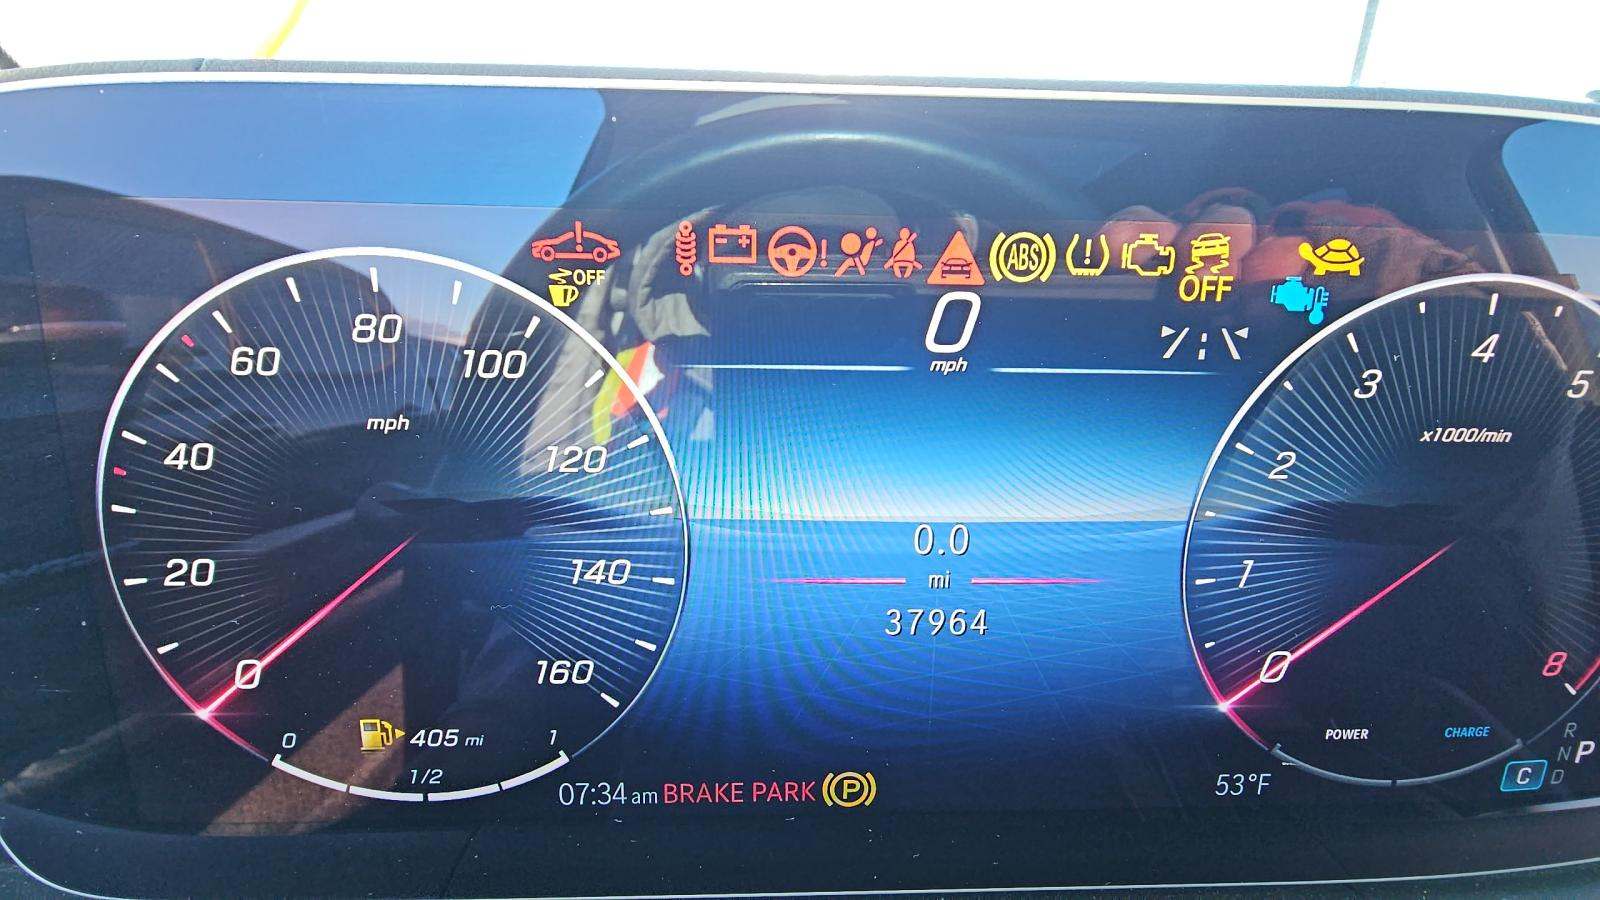 OFF
ABS
OFF
0
mph
80
60
100
mph
40
120
20
140
0
160
0
405 mi
1
1/2
0.0
mi
37964
07:34 am BRAKE PARK P
4
3
5
x1000/min
2
1
0
8
POWER
CHARGE
53°F
R
N P
C D